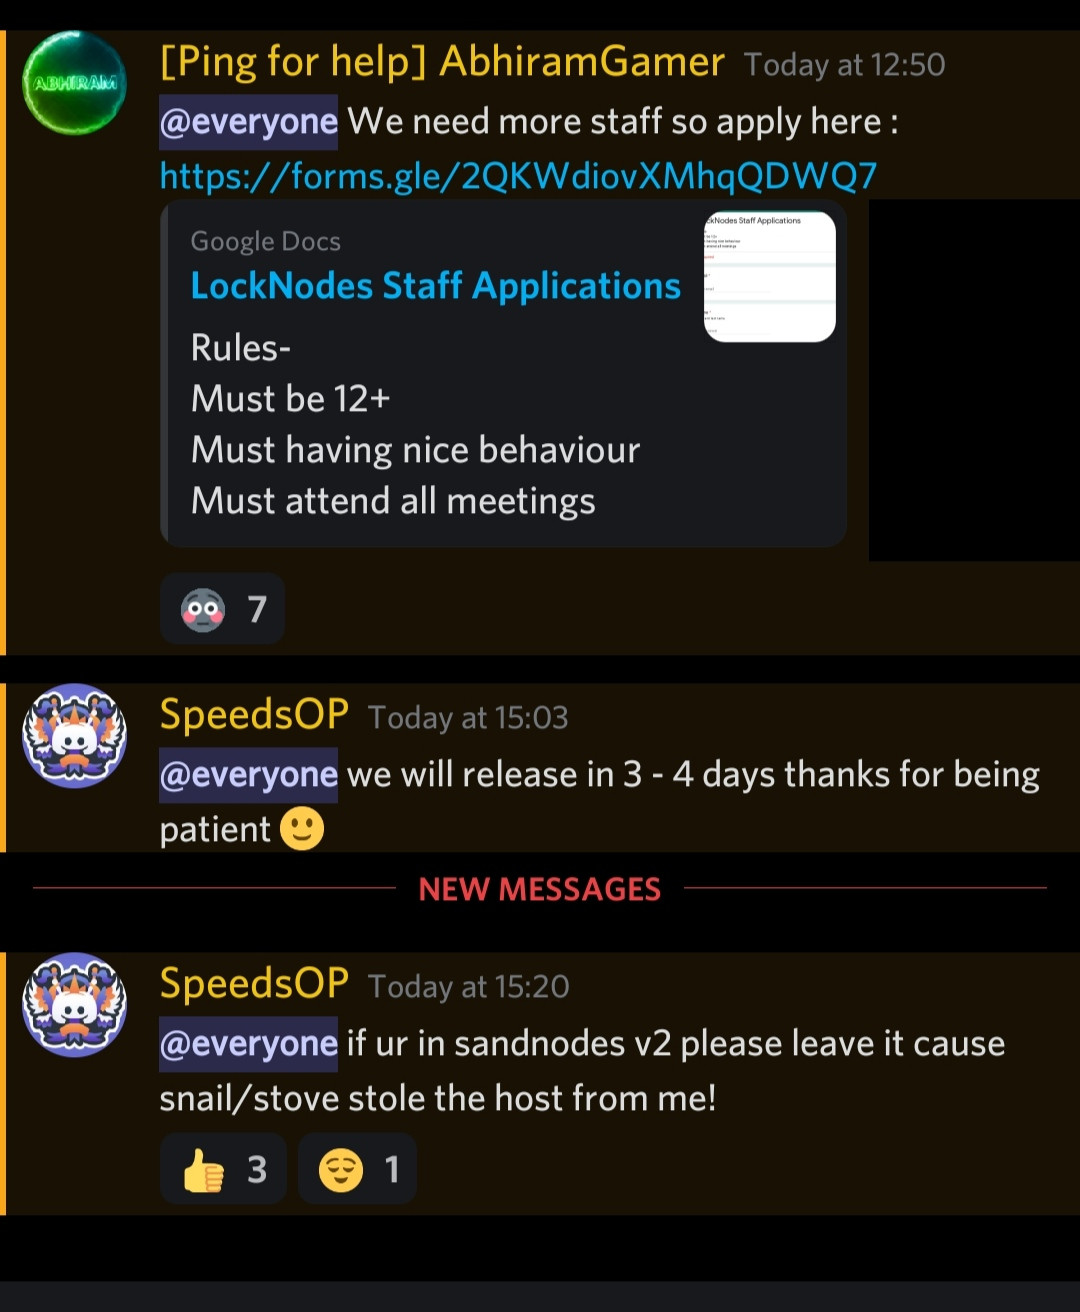 ABHIRAM
[Ping for help] AbhiramGamer Today at 12:50
@everyone We need more staff so apply here :
https://forms.gle/2QKWdiovXMhqQDWQ7
Google Docs
LockNodes Staff Applications
ckNodes Staff Applications
Rules-
Must be 12+
Must having nice behaviour
Must attend all meetings
7
SpeedsOP Today at 15:03
@everyone we will release in 3 - 4 days thanks for being
patient
NEW MESSAGES
SpeedsOP Today at 15:20
@everyone if ur in sandnodes v2 please leave it cause
snail/stove stole the host from me!
3 1